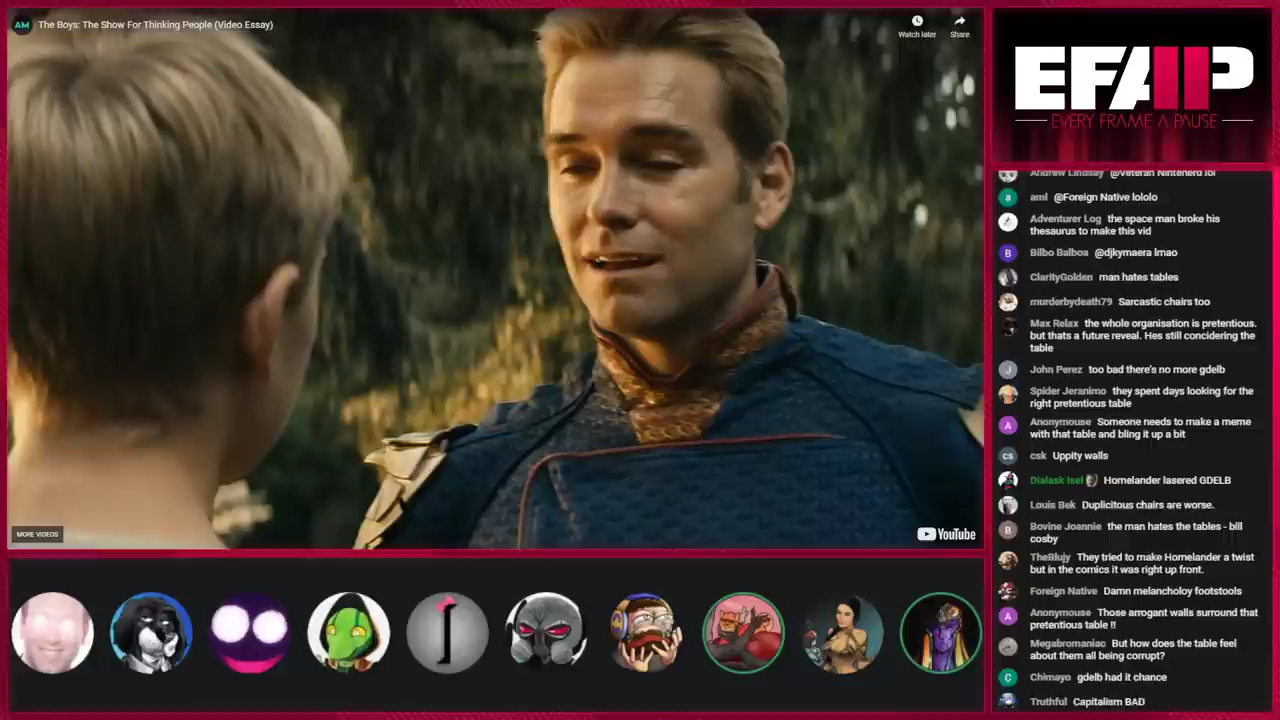 AM The Boys: The Show For Thinking People (Video Essay)
Watch later
Share
MORE VIDEOS
YouTube
EFAP
EVERY FRAME A PAUSE
Andrew Lindsay @Veteran Nintenerd lol
a aml @Foreign Native lololo
Adventurer Log the space man broke his
thesaurus to make this vid
B Bilbo Balboa @djkymaera lmao
ClarityGolden man hates tables
murderbydeath79 Sarcastic chairs too
Max Relax the whole organisation is pretentious.
but thats a future reveal. Hes still concidering the
table
J John Perez too bad there's no more gdelb
Spider Jeranimo they spent days looking for the
right pretentious table
A Anonymouse Someone needs to make a meme
with that table and bling it up a bit
cs csk Uppity walls
Dialask Isel Homelander lasered GDELB
Louis Bek Duplicitous chairs are worse.
B Bovine Joannie the man hates the tables - bill
cosby
TheBlujy They tried to make Homelander a twist
but in the comics it was right up front.
Foreign Native Damn melancholoy footstools
A Anonymouse Those arrogant walls surround that
pretentious table !!
Megabromaniac But how does the table feel
about them all being corrupt?
C Chimayo gdelb had it chance
Truthful Capitalism BAD